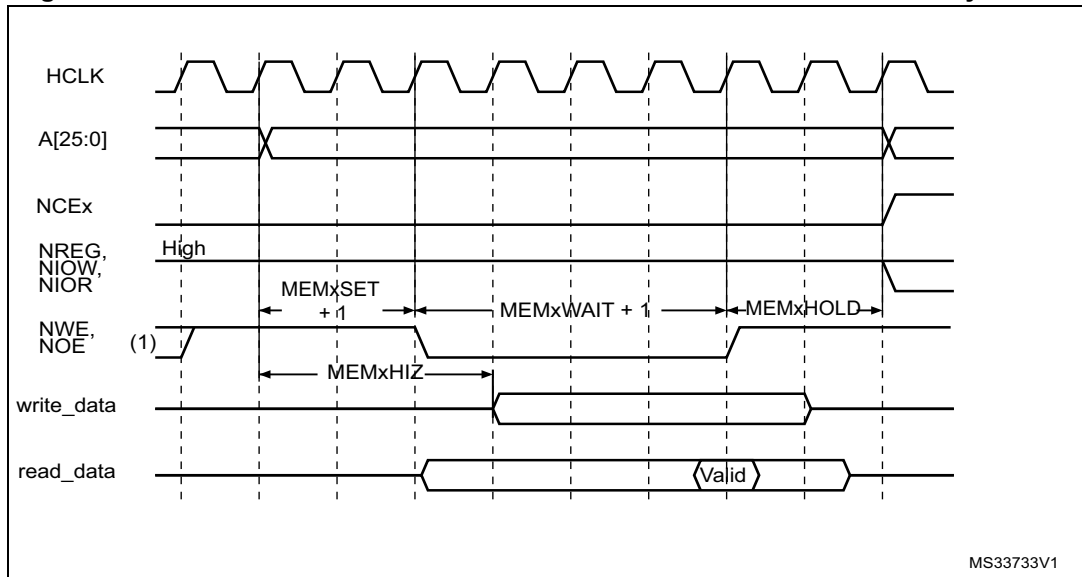 HCLK
A[25:0]
NCEx
NREG,
NIOW,
NIOR
High
MEMxSET
+ 1
MEMxWAIT + 1
MEMxHOLD
NWE,
NOE
(1)
MEMxHIZ
write_data
read_data
Valid
MS33733V1